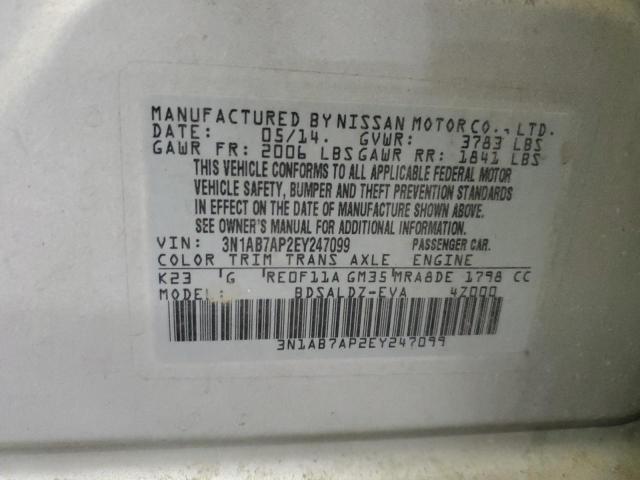 MANUFACTURED BY NISSAN MOTOR CO., LTD.
DATE: 05/14. GVWR: 3783 LBS
GAWR FR: 2006 LBS GAWR RR: 1841 LBS
THIS VEHICLE CONFORMS TO ALL APPLICABLE FEDERAL MOTOR
VEHICLE SAFETY, BUMPER AND THEFT PREVENTION STANDARDS
IN EFFECT ON THE DATE OF MANUFACTURE SHOWN ABOVE.
SEE OWNER'S MANUAL FOR ADDITIONAL INFORMATION.
VIN: 3N1AB7AP2EY247099 PASSENGER CAR.
COLOR TRIM TRANS AXLE ENGINE
K23 G RE0F11A GM35 MRA8DE 1798 CC
MODEL: BDSALDZ-EVA 4Z000
3N1AB7AP2EY247099